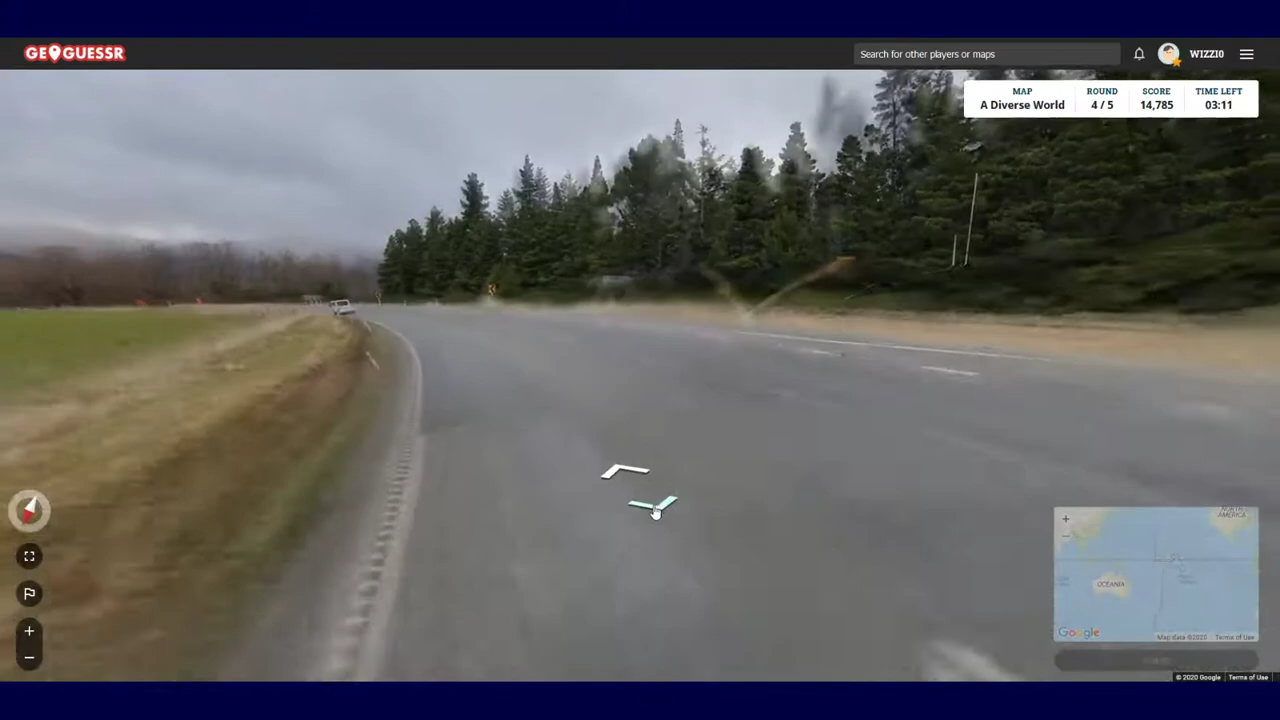 GEOGUESSR
Search for other players or maps
WIZZI0
MAP ROUND SCORE TIME LEFT
A Diverse World 4 / 5 14,785 03:11
NORTH
AMERICA
OCEANIA
Google
Map data ©2020 Terms of Use
© 2020 Google Terms of Use